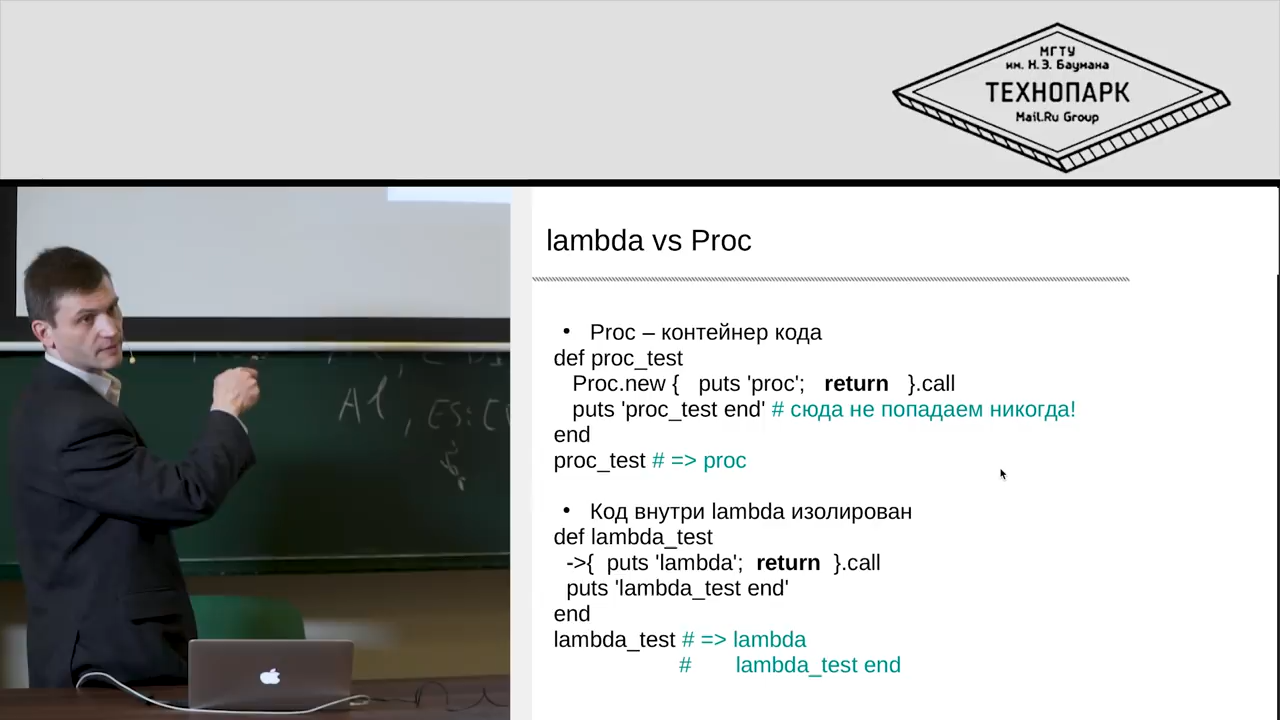 МГТУ
им. Н.Э. Баумана
ТЕХНОПАРК
Mail.Ru Group
lambda vs Proc
• Proc – контейнер кода
def proc_test
Proc.new { puts 'proc'; return }.call
puts 'proc_test end' # сюда не попадаем никогда!
end
proc_test # => proc
• Код внутри lambda изолирован
def lambda_test
->{ puts 'lambda'; return }.call
puts 'lambda_test end'
end
lambda_test # => lambda
# lambda_test end